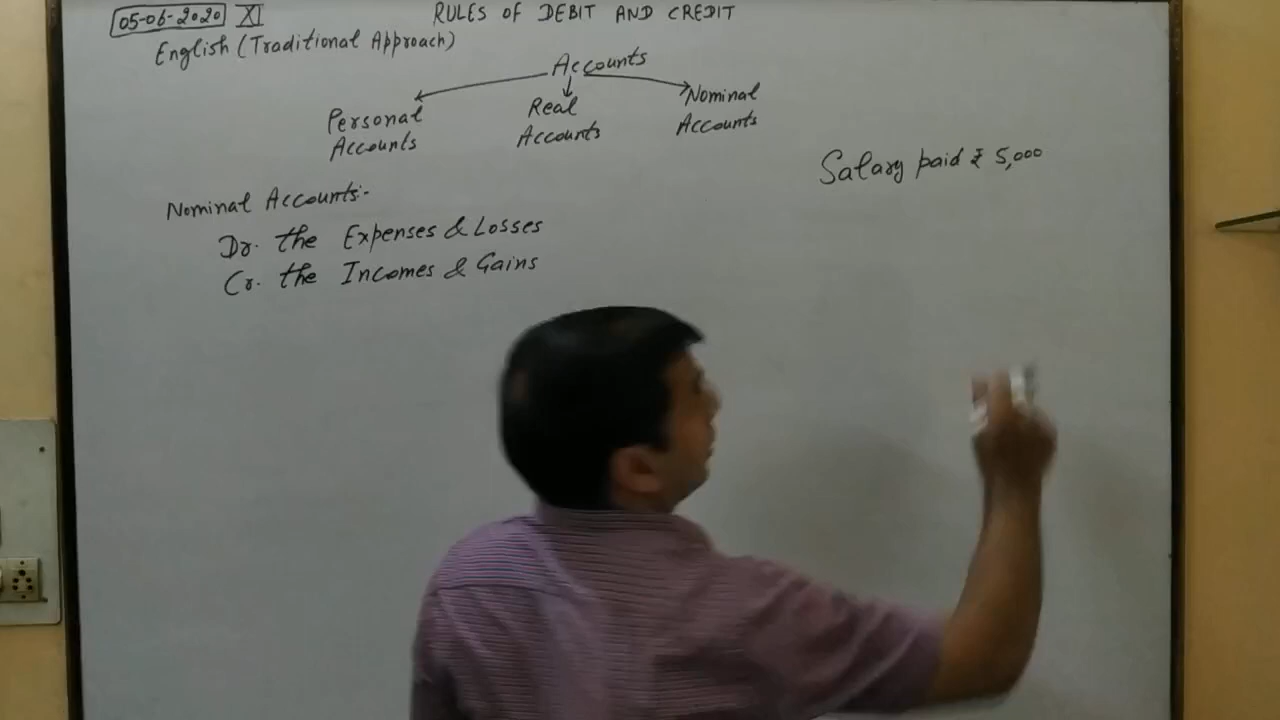 05-06-2020 XI RULES OF DEBIT AND CREDIT
English (Traditional Approach)
Accounts
Personal Accounts
Real Accounts
Nominal Accounts
Salary paid ₹ 5,000
Nominal Accounts:-
Dr. the Expenses & Losses
Cr. the Incomes & Gains